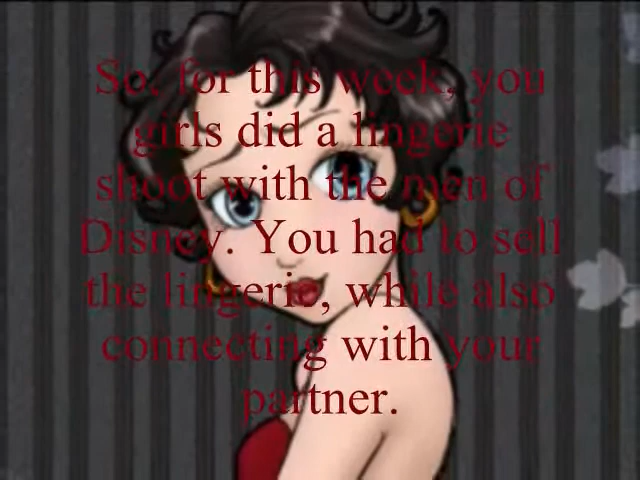 So, for this week, you
girls did a lingerie
shoot with the men of
Disney. You had to sell
the lingerie, while also
connecting with your
partner.